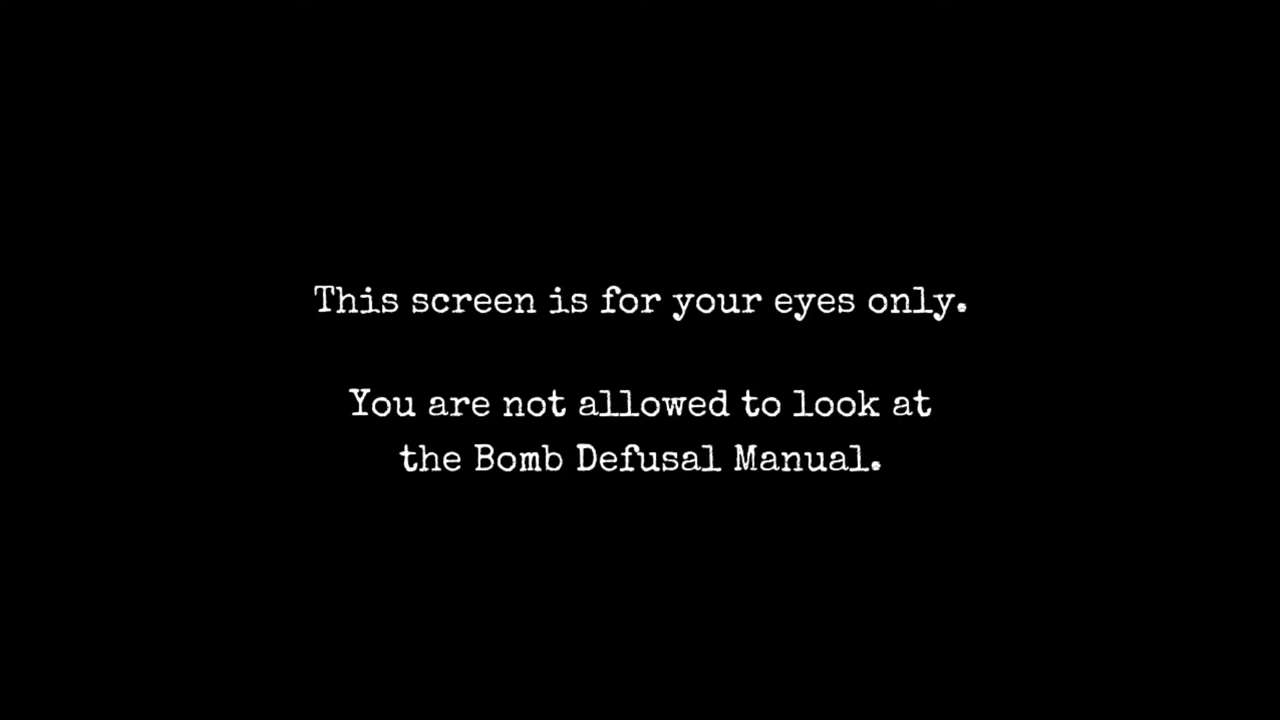 This screen is for your eyes only.
You are not allowed to look at
the Bomb Defusal Manual.